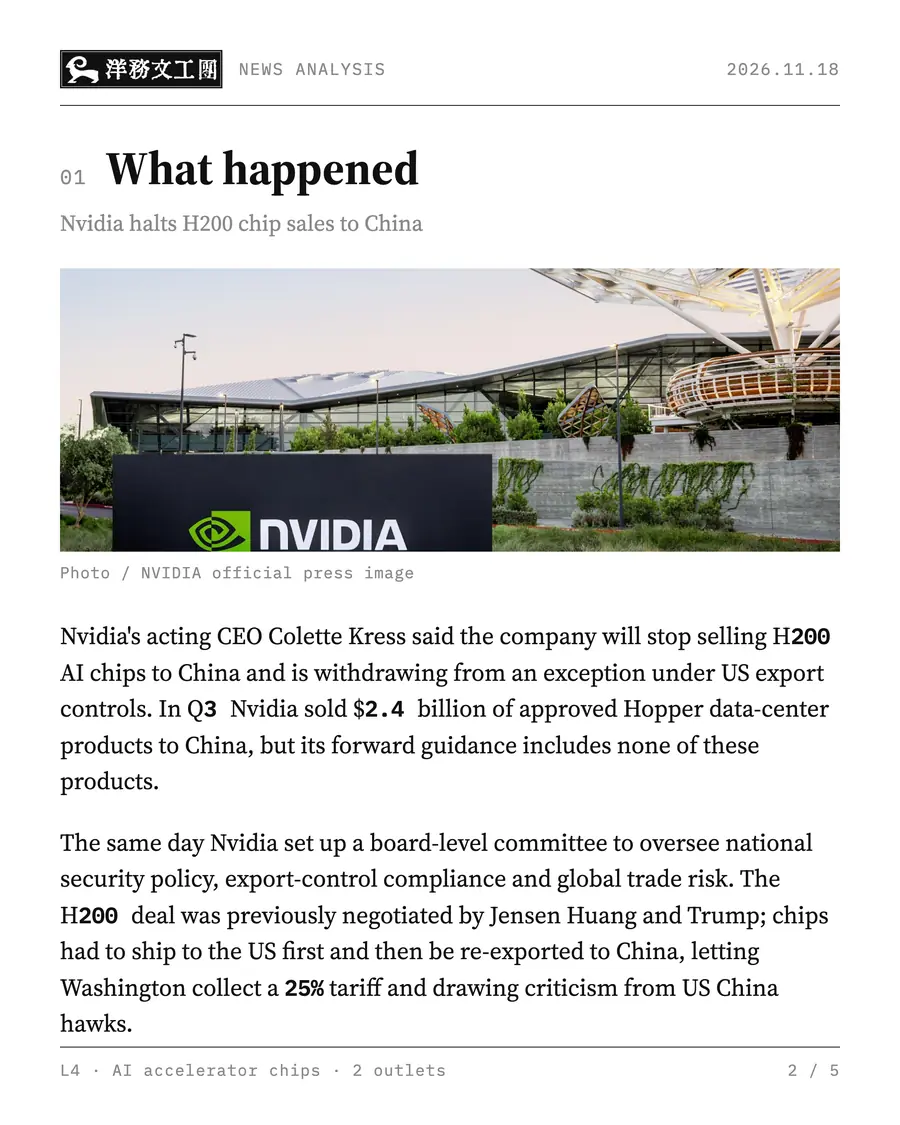 洋務文工團 NEWS ANALYSIS 2026.11.18
01 What happened
Nvidia halts H200 chip sales to China
NVIDIA
Photo / NVIDIA official press image
Nvidia's acting CEO Colette Kress said the company will stop selling H200
AI chips to China and is withdrawing from an exception under US export
controls. In Q3 Nvidia sold $2.4 billion of approved Hopper data-center
products to China, but its forward guidance includes none of these
products.
The same day Nvidia set up a board-level committee to oversee national
security policy, export-control compliance and global trade risk. The
H200 deal was previously negotiated by Jensen Huang and Trump; chips
had to ship to the US first and then be re-exported to China, letting
Washington collect a 25% tariff and drawing criticism from US China
hawks.
L4 · AI accelerator chips · 2 outlets 2 / 5